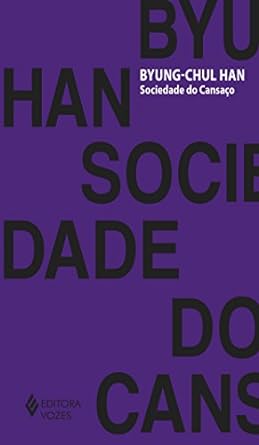 BYU
BYUNG-CHUL HAN
Sociedade do Cansaço
HAN
SOCIE
DADE
DO
CANS
EDITORA
VOZES